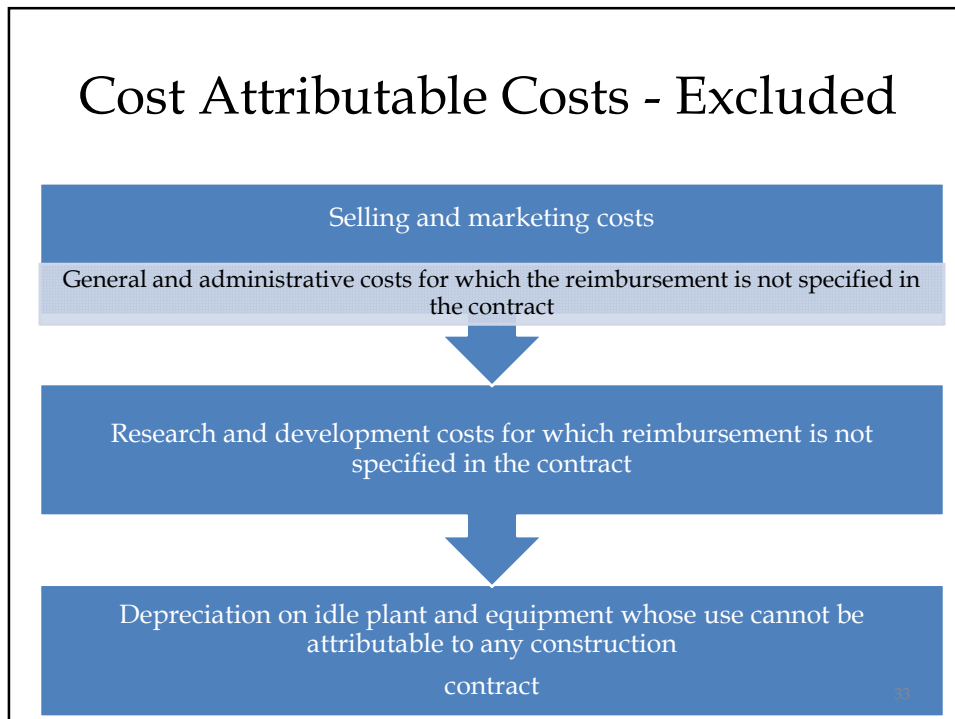 Cost Attributable Costs - Excluded
Selling and marketing costs
General and administrative costs for which the reimbursement is not specified in
the contract
Research and development costs for which reimbursement is not
specified in the contract
Depreciation on idle plant and equipment whose use cannot be
attributable to any construction
contract
33